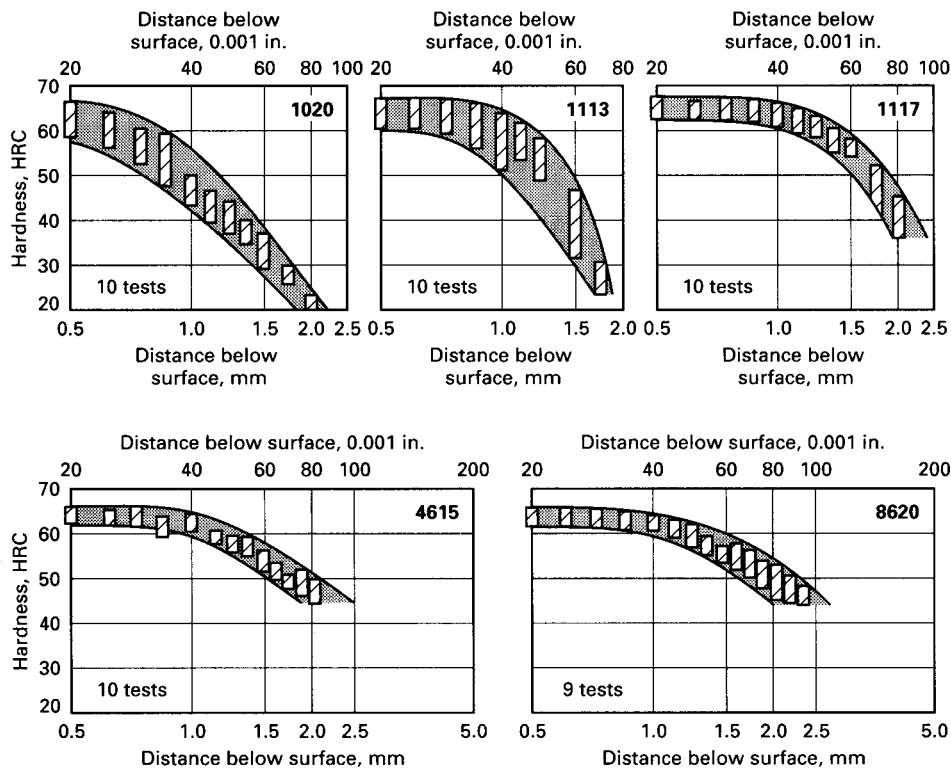 Distance below
surface, 0.001 in.
20 40 60 80 100
Hardness, HRC
70
60
50
40
30
20
1020
10 tests
0.5 1.0 1.5 2.0 2.5
Distance below
surface, mm
Distance below
surface, 0.001 in.
20 40 60 80
1113
10 tests
0.5 1.0 1.5 2.0
Distance below
surface, mm
Distance below
surface, 0.001 in.
20 40 60 80 100
1117
10 tests
0.5 1.0 1.5 2.0 2.5
Distance below
surface, mm
Distance below surface, 0.001 in.
20 40 60 80 100 200
Hardness, HRC
70
60
50
40
30
20
4615
10 tests
0.5 1.0 1.5 2.0 2.5 5.0
Distance below surface, mm
Distance below surface, 0.001 in.
20 40 60 80 100 200
8620
9 tests
0.5 1.0 1.5 2.0 2.5 5.0
Distance below surface, mm